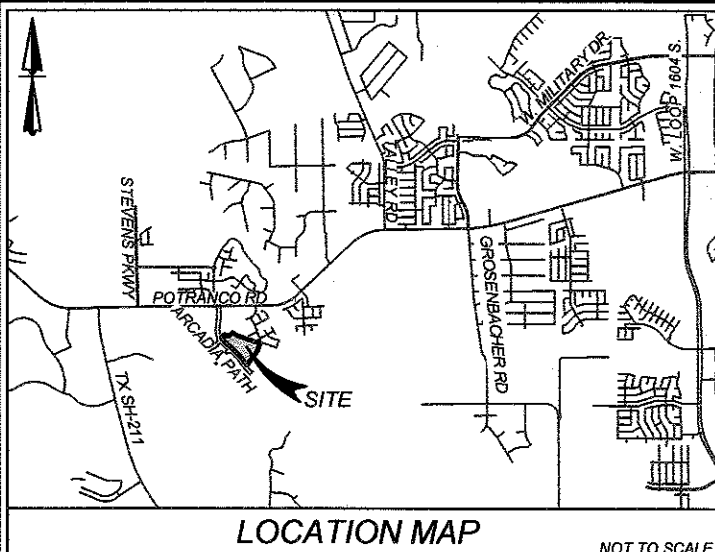 W. MILITARY DR.
W. LOOP 1604 S.
STEVENS PKWY
GROSENBACHER RD
POTRANCO RD
ARCADIA PATH
TX SH-211
SITE
LOCATION MAP
NOT TO SCALE